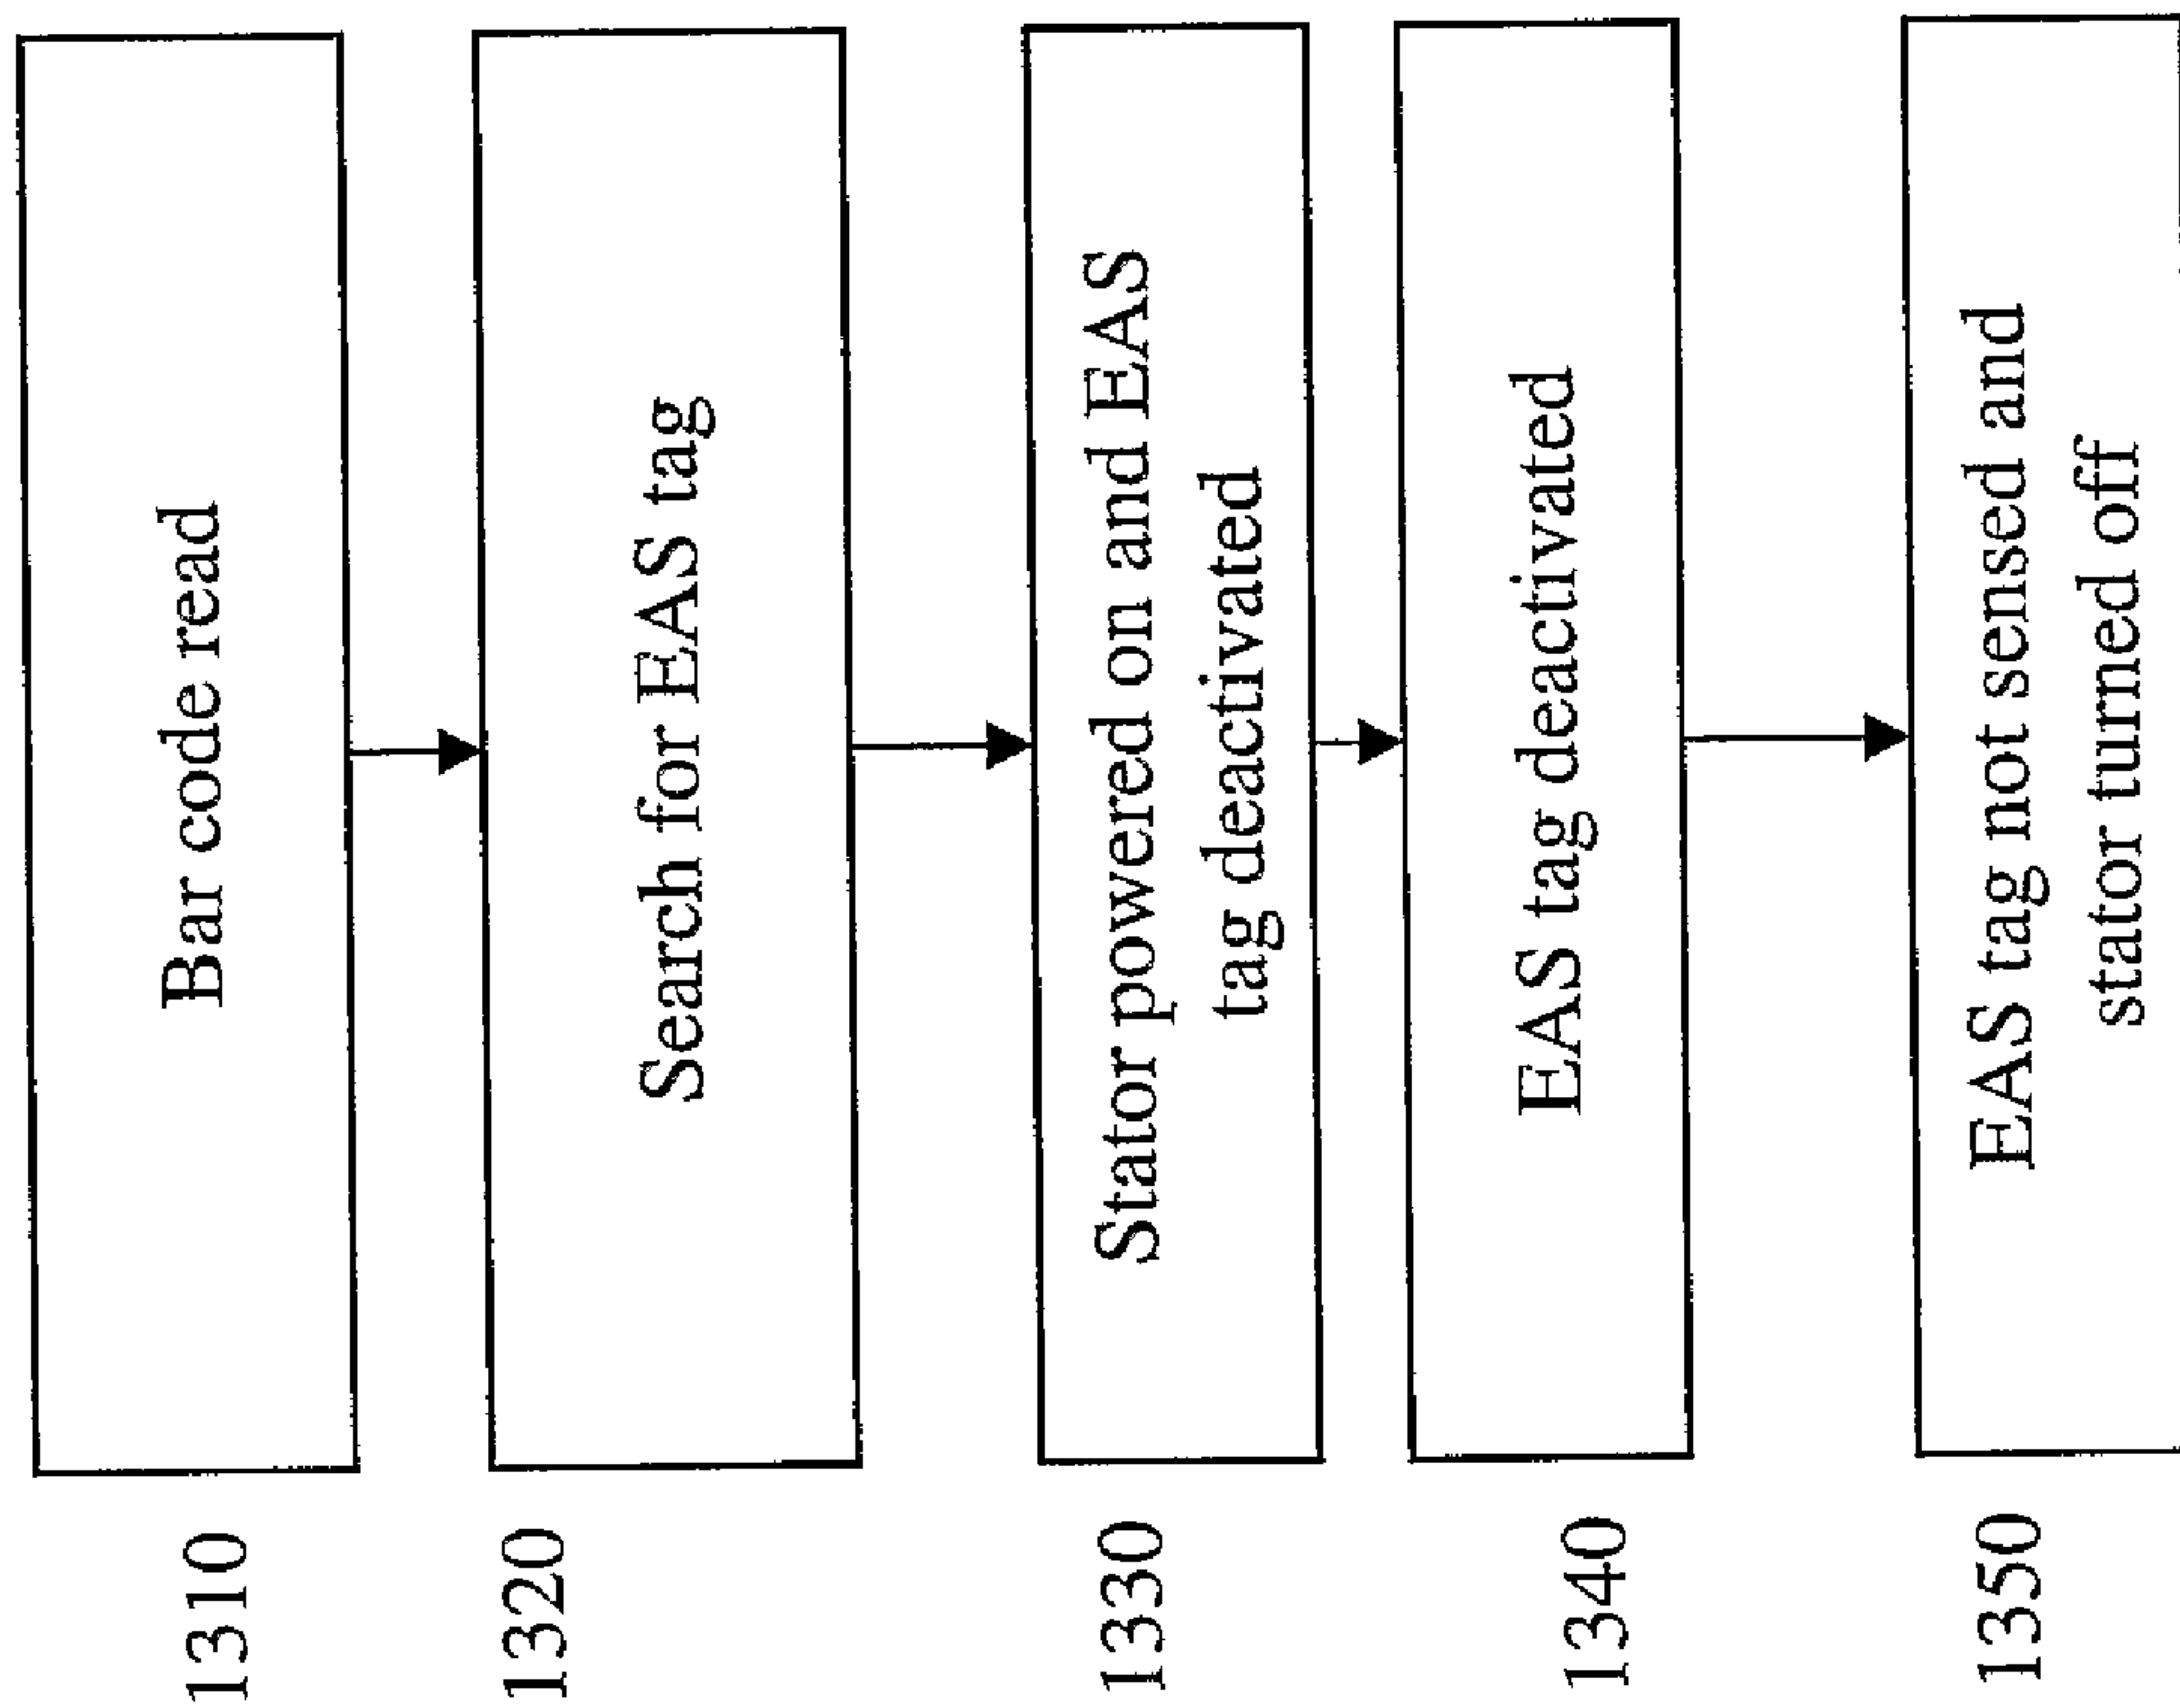 1310
Bar code read
1320
Search for EAS tag
1330
Stator powered on and EAS
tag deactivated
1340
EAS tag deactivated
1350
EAS tag not sensed and
stator turned off